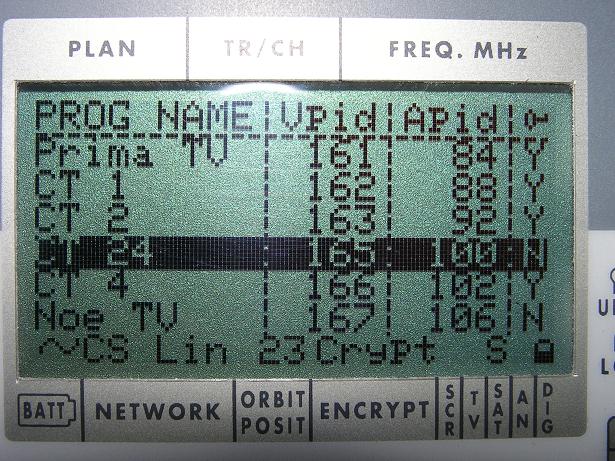 PLAN TR/CH FREQ. MHz
PROG NAME VPid APid
Prima TV 161 84 Y
CT 1 162 88 Y
CT 2 163 92 Y
CT 24 165 100 N
CT 4 166 102 Y
Noe TV 167 106 N
~CS Lin 23 Crypt S
BATT NETWORK ORBIT POSIT ENCRYPT SCR TV SAT AN DIG